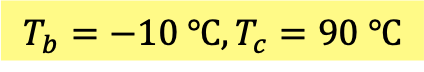 T_b = −10 ℃, T_c = 90 ℃